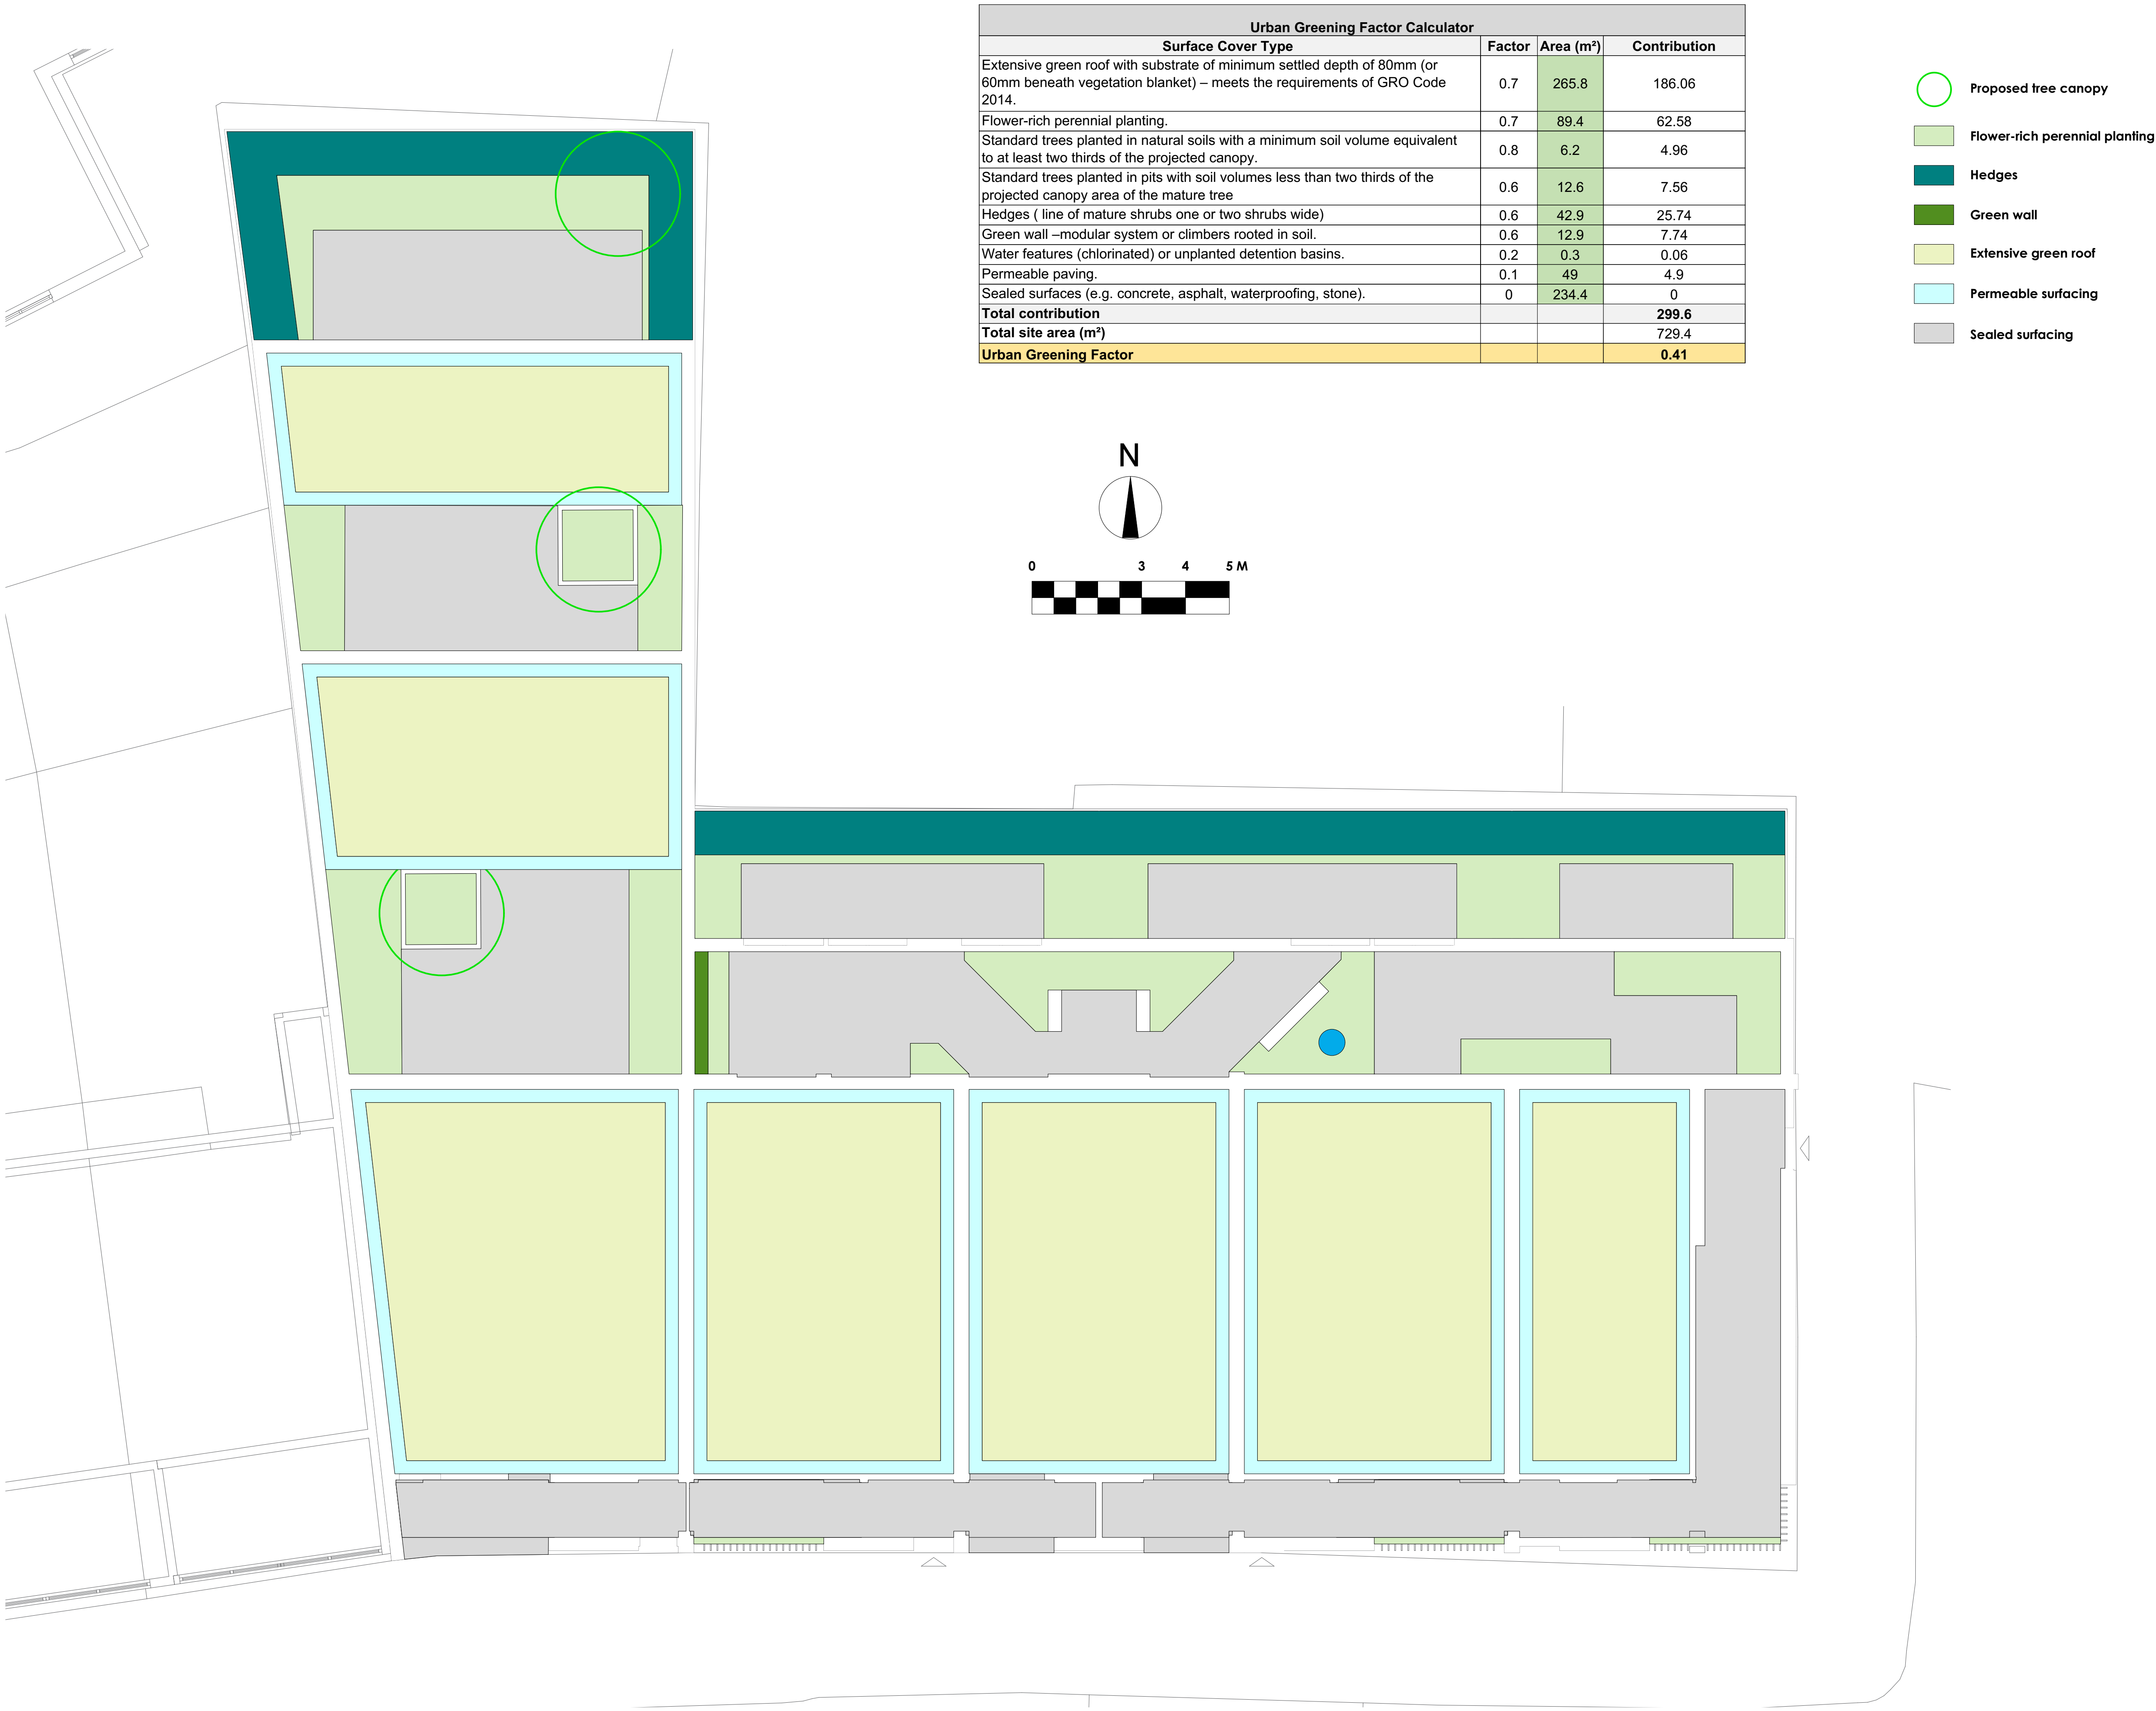 Urban Greening Factor Calculator
Surface Cover Type Factor Area (m²) Contribution
Extensive green roof with substrate of minimum settled depth of 80mm (or
60mm beneath vegetation blanket) – meets the requirements of GRO Code
2014.
0.7 265.8 186.06
Flower-rich perennial planting. 0.7 89.4 62.58
Standard trees planted in natural soils with a minimum soil volume equivalent
to at least two thirds of the projected canopy.
0.8 6.2 4.96
Standard trees planted in pits with soil volumes less than two thirds of the
projected canopy area of the mature tree
0.6 12.6 7.56
Hedges ( line of mature shrubs one or two shrubs wide) 0.6 42.9 25.74
Green wall –modular system or climbers rooted in soil. 0.6 12.9 7.74
Water features (chlorinated) or unplanted detention basins. 0.2 0.3 0.06
Permeable paving. 0.1 49 4.9
Sealed surfaces (e.g. concrete, asphalt, waterproofing, stone). 0 234.4 0
Total contribution 299.6
Total site area (m²) 729.4
Urban Greening Factor 0.41
Proposed tree canopy
Flower-rich perennial planting
Hedges
Green wall
Extensive green roof
Permeable surfacing
Sealed surfacing
N
0 3 4 5 M